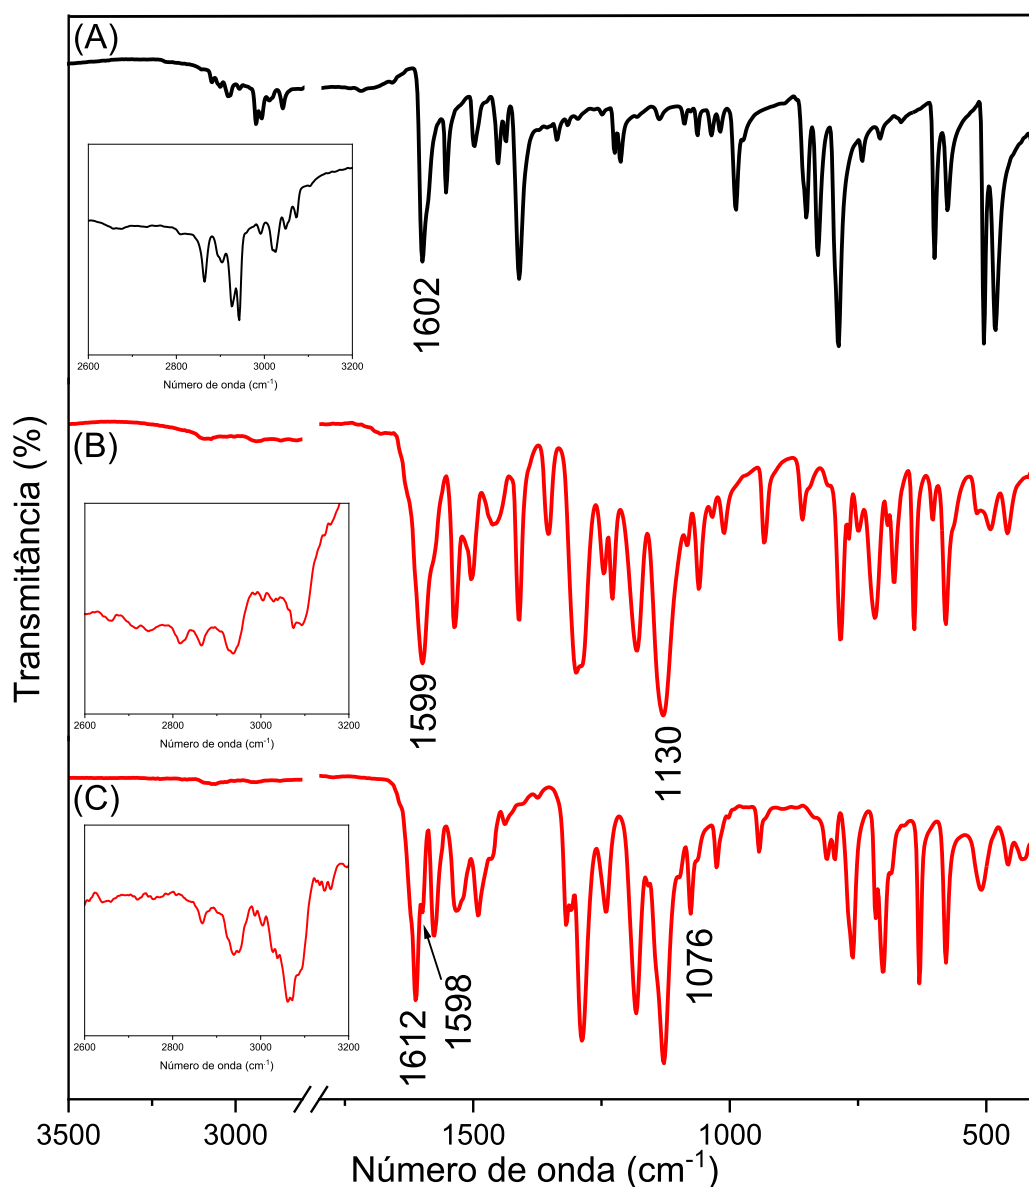 (A)
2600
2800
3000
3200
Número de onda (cm-1)
1602
Transmitância (%)
(B)
2600
2800
3000
3200
Número de onda (cm-1)
1599
1130
(C)
2600
2800
3000
3200
Número de onda (cm-1)
1612
1598
1076
3500
3000
1500
1000
500
Número de onda (cm-1)